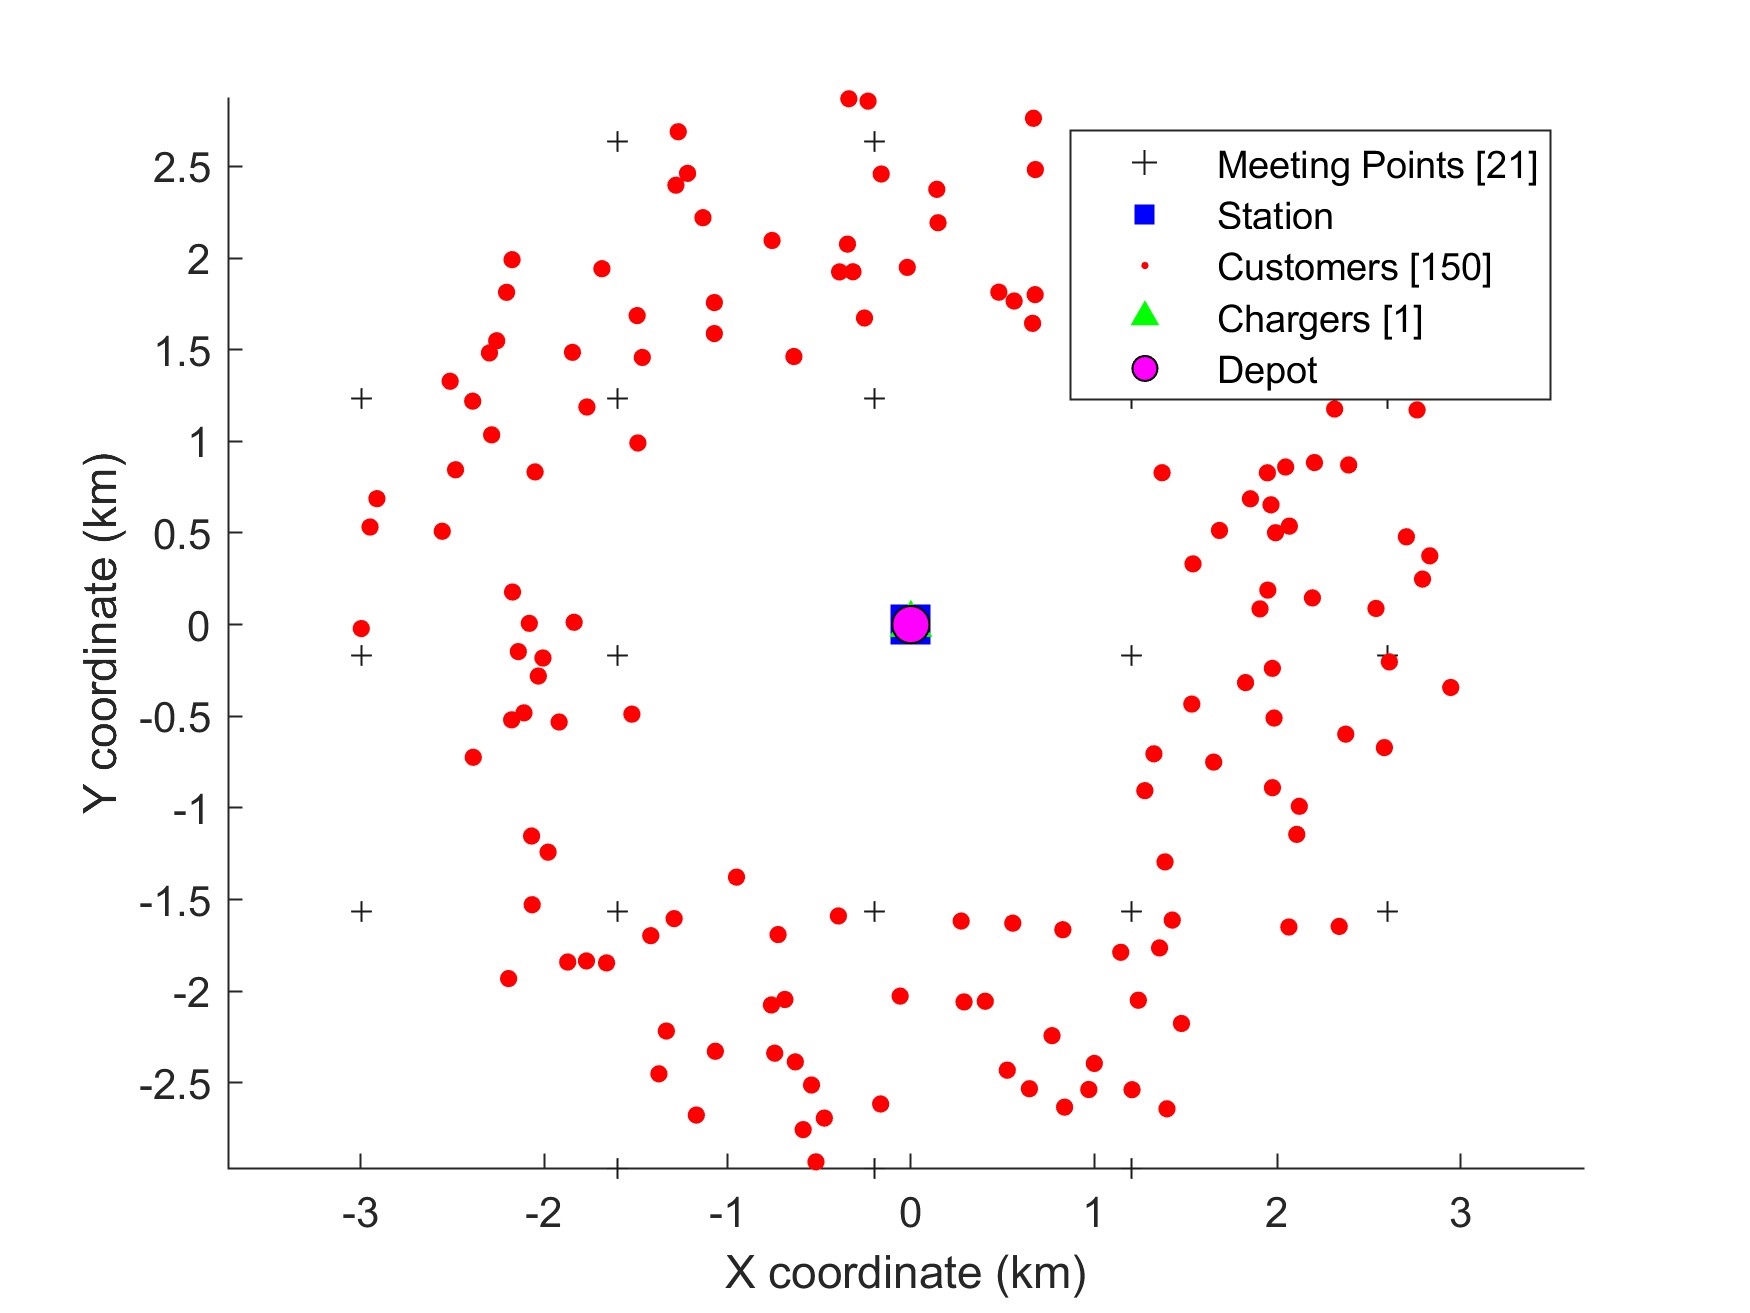 2.5
2
1.5
1
0.5
0
-0.5
-1
-1.5
-2
-2.5
Y coordinate (km)
-3 -2 -1 0 1 2 3
X coordinate (km)
Meeting Points [21]
Station
Customers [150]
Chargers [1]
Depot